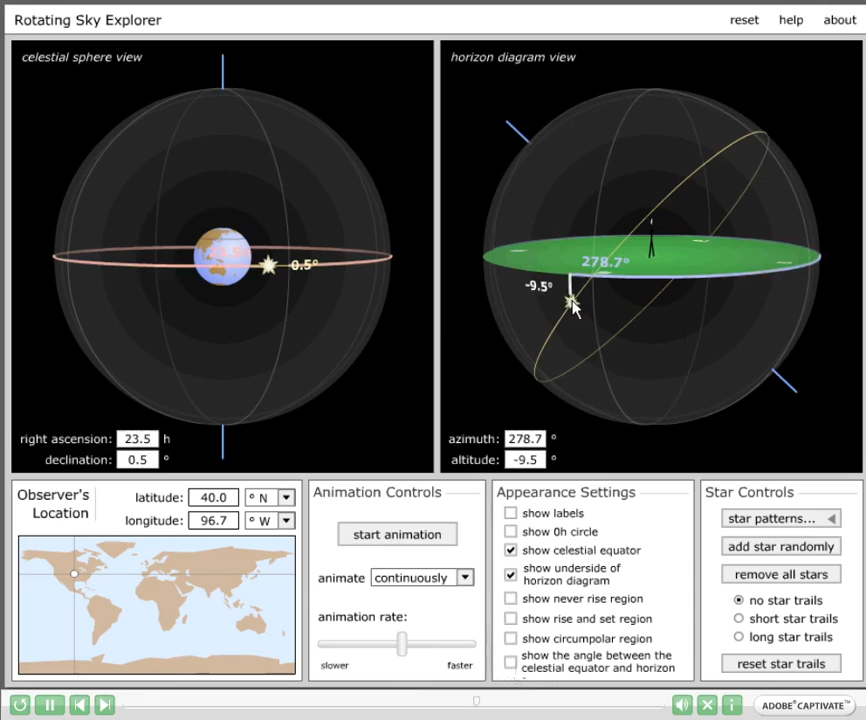 Rotating Sky Explorer
reset help about
celestial sphere view
horizon diagram view
0.5°
278.7°
-9.5°
right ascension: 23.5 h
declination: 0.5 °
azimuth: 278.7 °
altitude: -9.5 °
Observer's
Location
latitude: 40.0 ° N
longitude: 96.7 ° W
Animation Controls
start animation
animate continuously
animation rate:
slower faster
Appearance Settings
show labels
show 0h circle
show celestial equator
show underside of
horizon diagram
show never rise region
show rise and set region
show circumpolar region
show the angle between the
celestial equator and horizon
Star Controls
star patterns...
add star randomly
remove all stars
no star trails
short star trails
long star trails
reset star trails
ADOBE® CAPTIVATE™